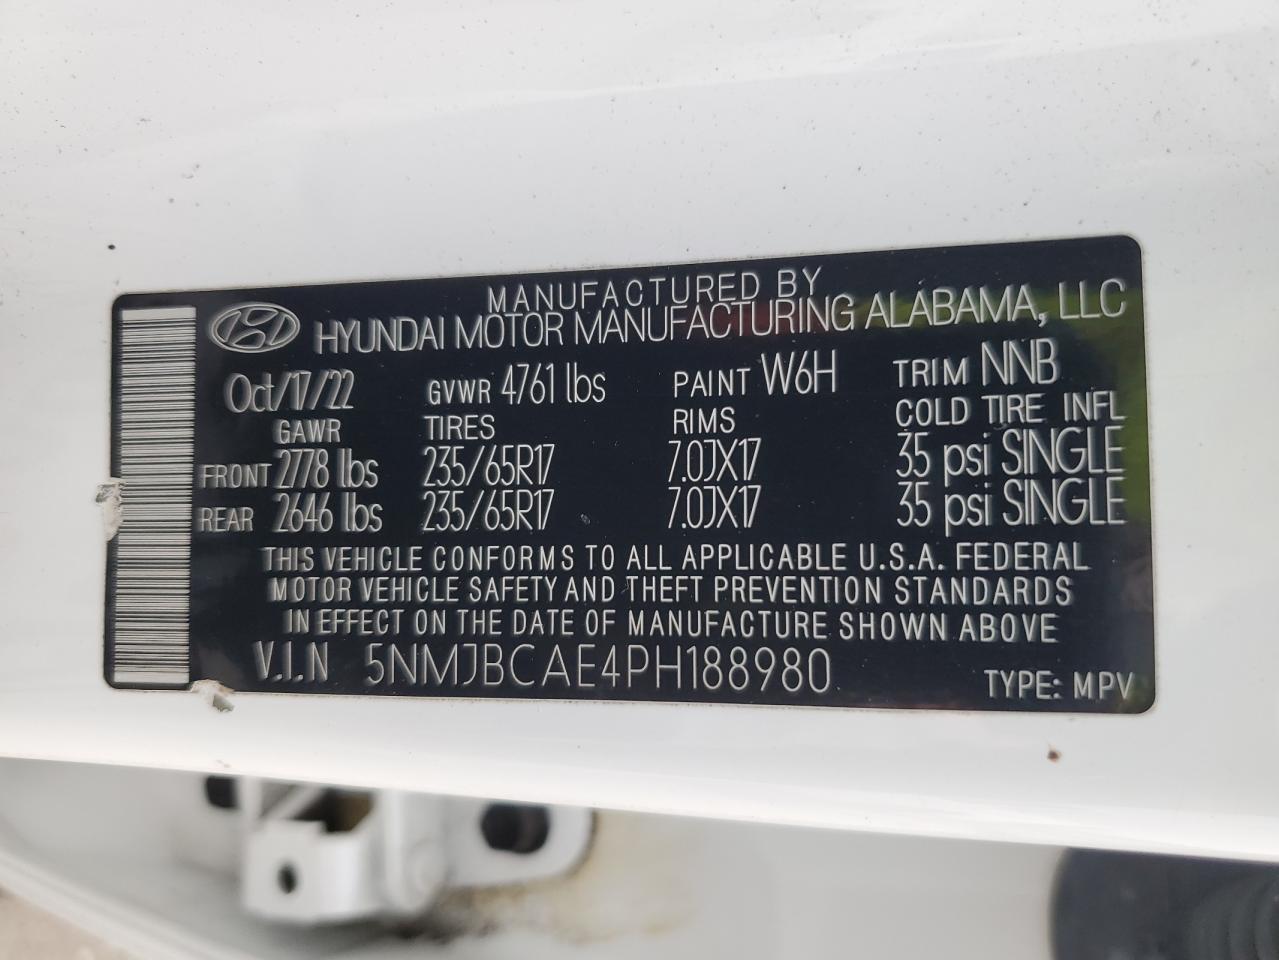 MANUFACTURED BY
HYUNDAI MOTOR MANUFACTURING ALABAMA, LLC
Oct/17/22 GVWR 4761 lbs PAINT W6H TRIM NNB
GAWR TIRES RIMS COLD TIRE INFL
FRONT 2778 lbs 235/65R17 7.0JX17 35 psi SINGLE
REAR 2646 lbs 235/65R17 7.0JX17 35 psi SINGLE
THIS VEHICLE CONFORMS TO ALL APPLICABLE U.S.A. FEDERAL
MOTOR VEHICLE SAFETY AND THEFT PREVENTION STANDARDS
IN EFFECT ON THE DATE OF MANUFACTURE SHOWN ABOVE
V.I.N 5NMJBCAE4PH188980 TYPE: MPV